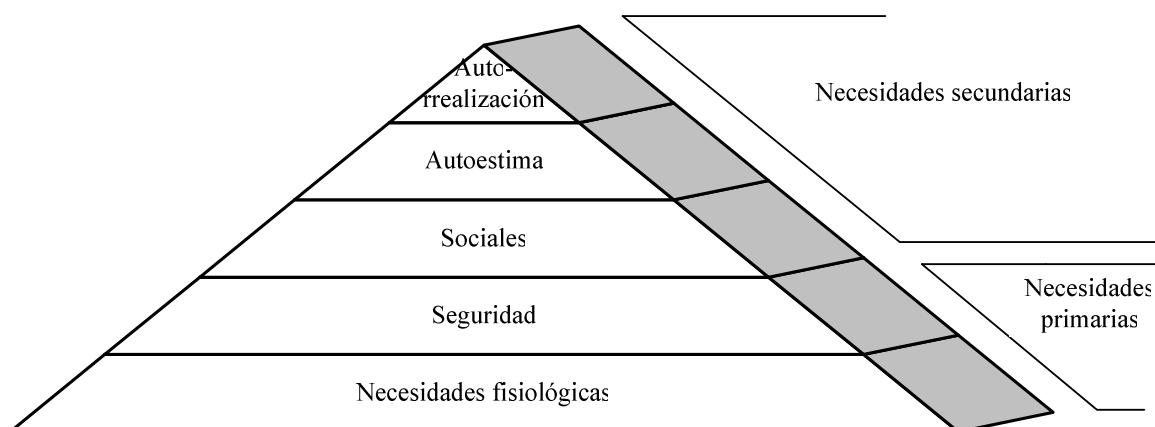 Auto-
rrealización
Autoestima
Sociales
Seguridad
Necesidades fisiológicas
Necesidades secundarias
Necesidades
primarias